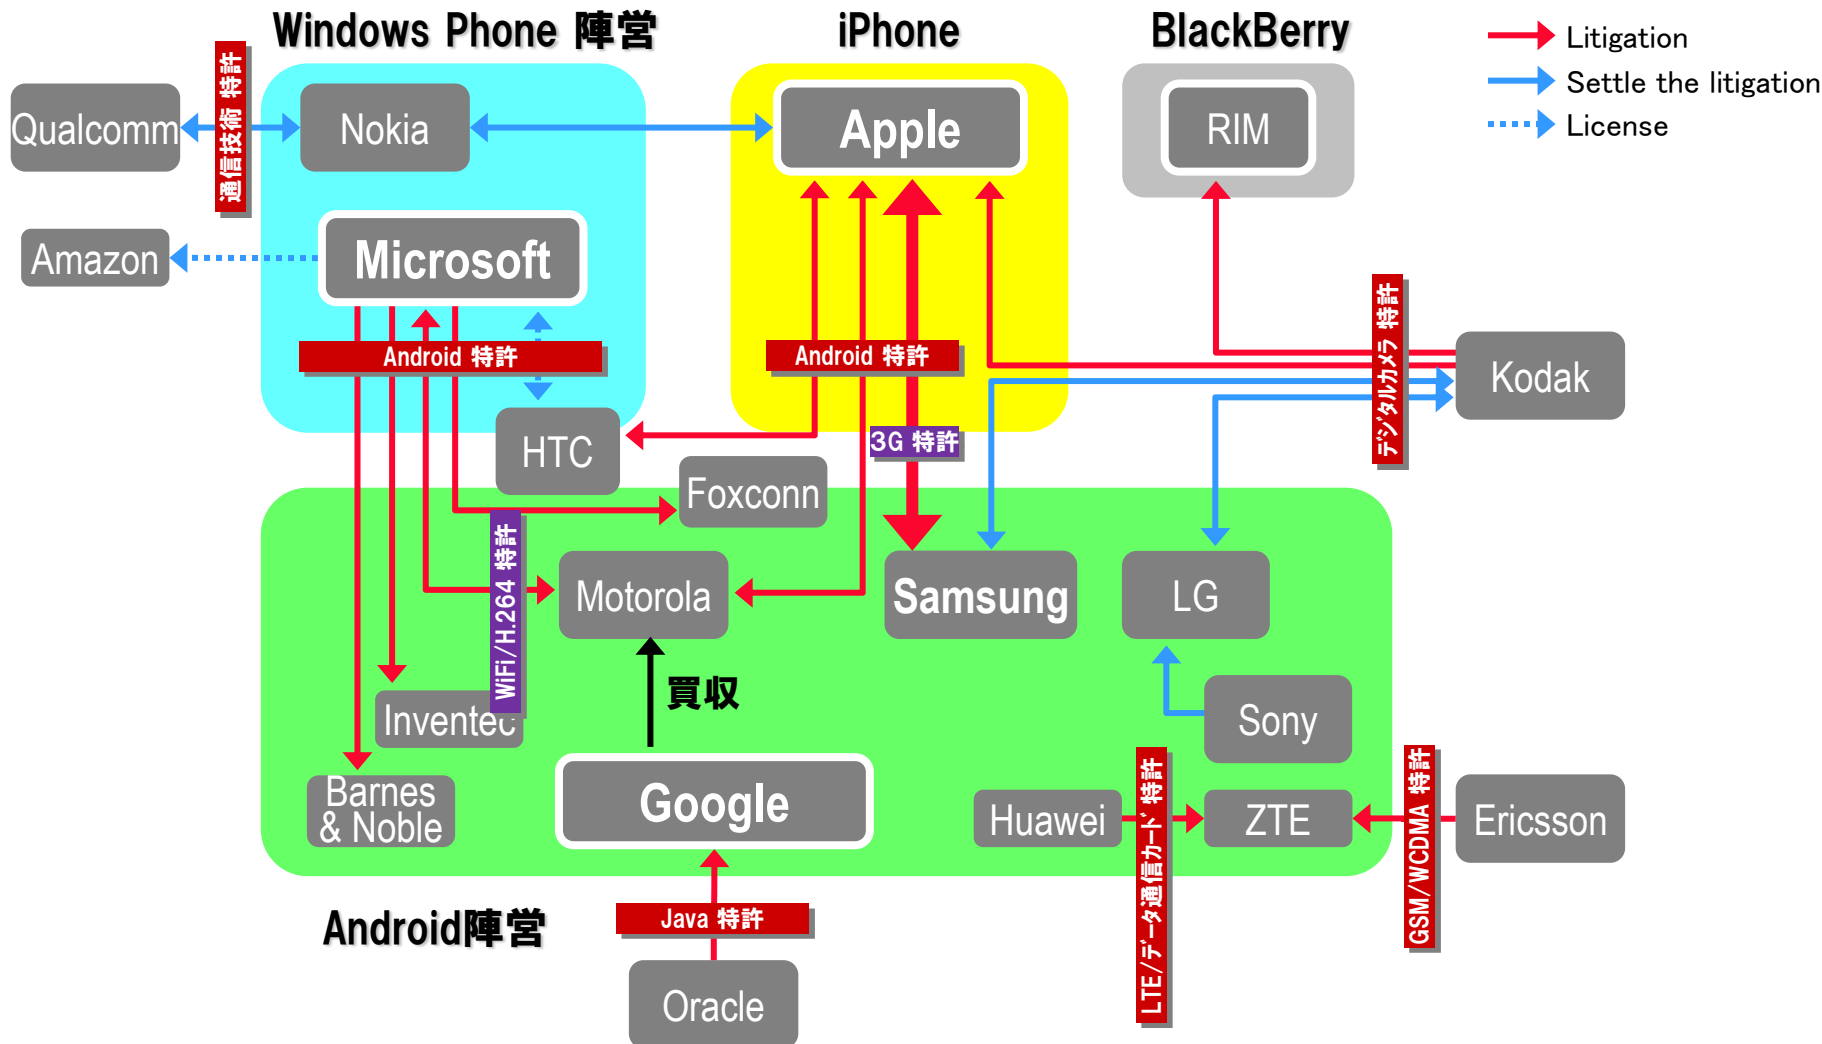 Windows Phone 陣営
iPhone
BlackBerry
Litigation
Settle the litigation
License
Qualcomm
通信技術 特許
Nokia
Apple
RIM
Amazon
Microsoft
Android 特許
Android 特許
デジタルカメラ 特許
Kodak
HTC
3G 特許
Foxconn
WiFi/H.264 特許
Motorola
Samsung
LG
買収
Inventec
Sony
Barnes
& Noble
Google
Huawei
LTE/データ通信カード 特許
ZTE
GSM/WCDMA 特許
Ericsson
Android陣営
Java 特許
Oracle